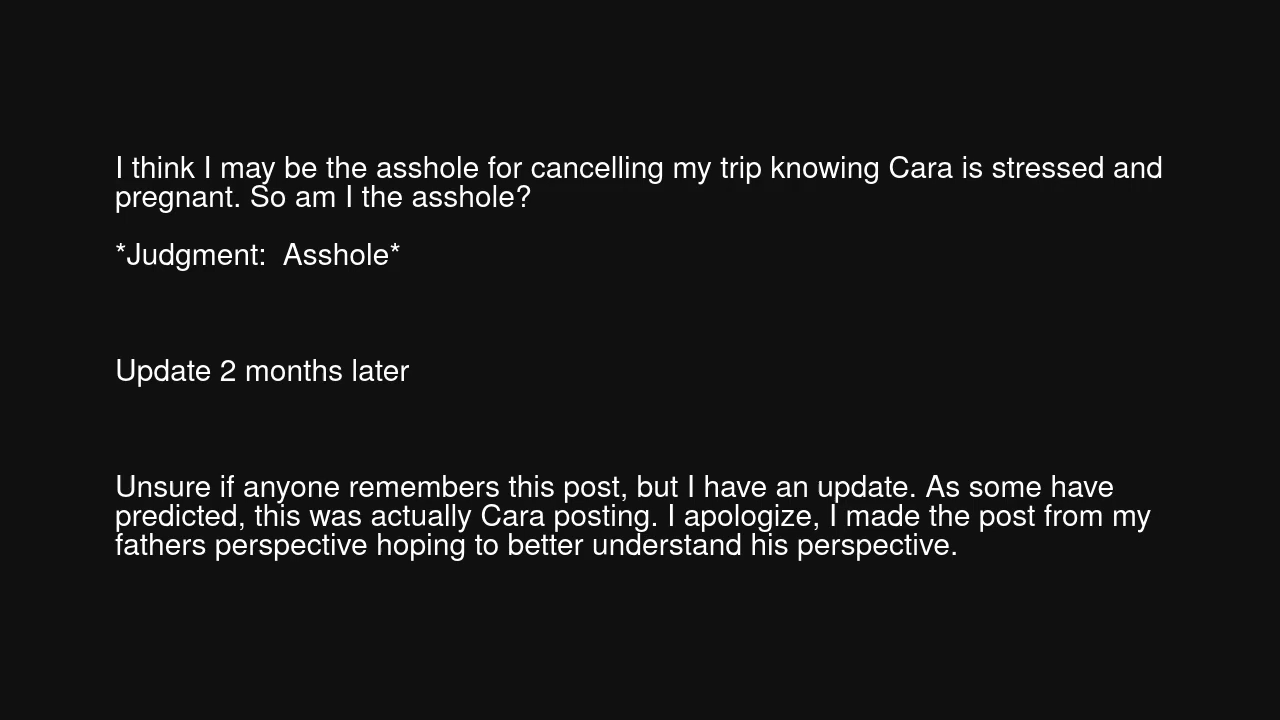 I think I may be the asshole for cancelling my trip knowing Cara is stressed and
pregnant. So am I the asshole?
*Judgment:  Asshole*
Update 2 months later
Unsure if anyone remembers this post, but I have an update. As some have
predicted, this was actually Cara posting. I apologize, I made the post from my
fathers perspective hoping to better understand his perspective.